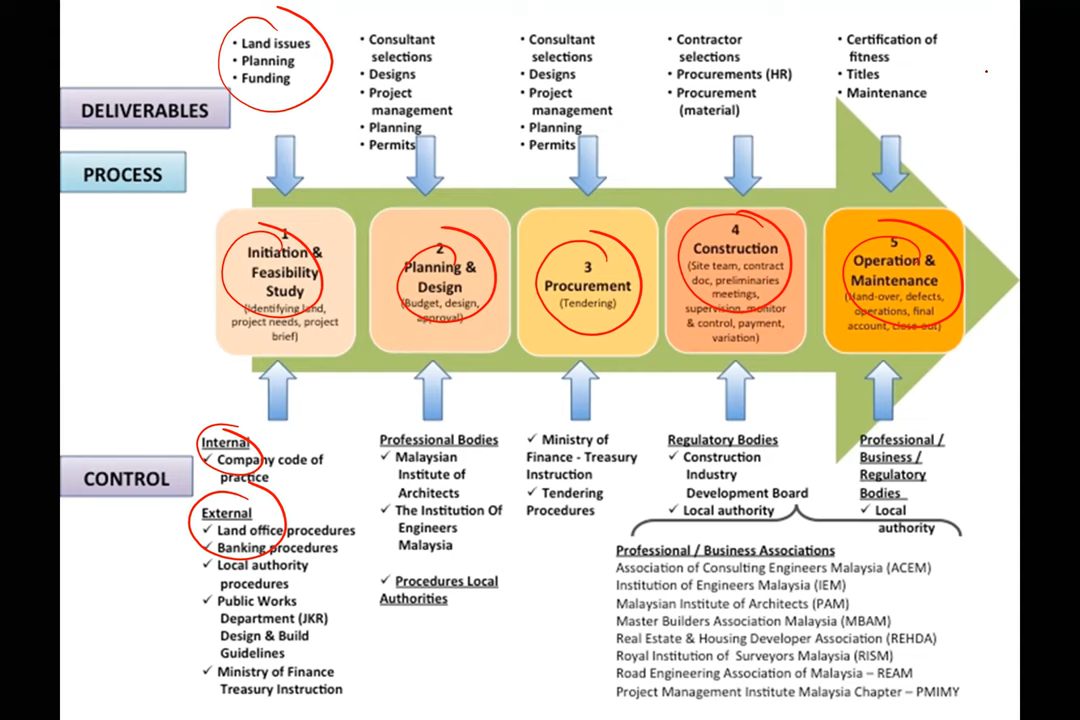 • Land issues
• Planning
• Funding
• Consultant
selections
• Designs
• Project
management
• Planning
• Permits
• Consultant
selections
• Designs
• Project
management
• Planning
• Permits
• Contractor
selections
• Procurements (HR)
• Procurement
(material)
• Certification of
fitness
• Titles
• Maintenance
DELIVERABLES
PROCESS
1
Initiation &
Feasibility
Study
(Identifying land,
project needs, project
brief)
2
Planning &
Design
(Budget, design,
approval)
3
Procurement
(Tendering)
4
Construction
(Site team, contract
doc, preliminaries
meetings,
supervision, monitor
& control, payment,
variation)
5
Operation &
Maintenance
(Hand-over, defects,
operations, final
account, close-out)
CONTROL
Internal
✓ Company code of
practice
External
✓ Land office procedures
✓ Banking procedures
✓ Local authority
procedures
✓ Public Works
Department (JKR)
Design & Build
Guidelines
✓ Ministry of Finance
Treasury Instruction
Professional Bodies
✓ Malaysian
Institute of
Architects
✓ The Institution Of
Engineers
Malaysia
✓ Procedures Local
Authorities
✓ Ministry of
Finance - Treasury
Instruction
✓ Tendering
Procedures
Regulatory Bodies
✓ Construction
Industry
Development Board
✓ Local authority
Professional /
Business /
Regulatory
Bodies
✓ Local
authority
Professional / Business Associations
Association of Consulting Engineers Malaysia (ACEM)
Institution of Engineers Malaysia (IEM)
Malaysian Institute of Architects (PAM)
Master Builders Association Malaysia (MBAM)
Real Estate & Housing Developer Association (REHDA)
Royal Institution of Surveyors Malaysia (RISM)
Road Engineering Association of Malaysia – REAM
Project Management Institute Malaysia Chapter – PMIMY